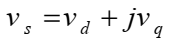 v_s = v_d + jv_q